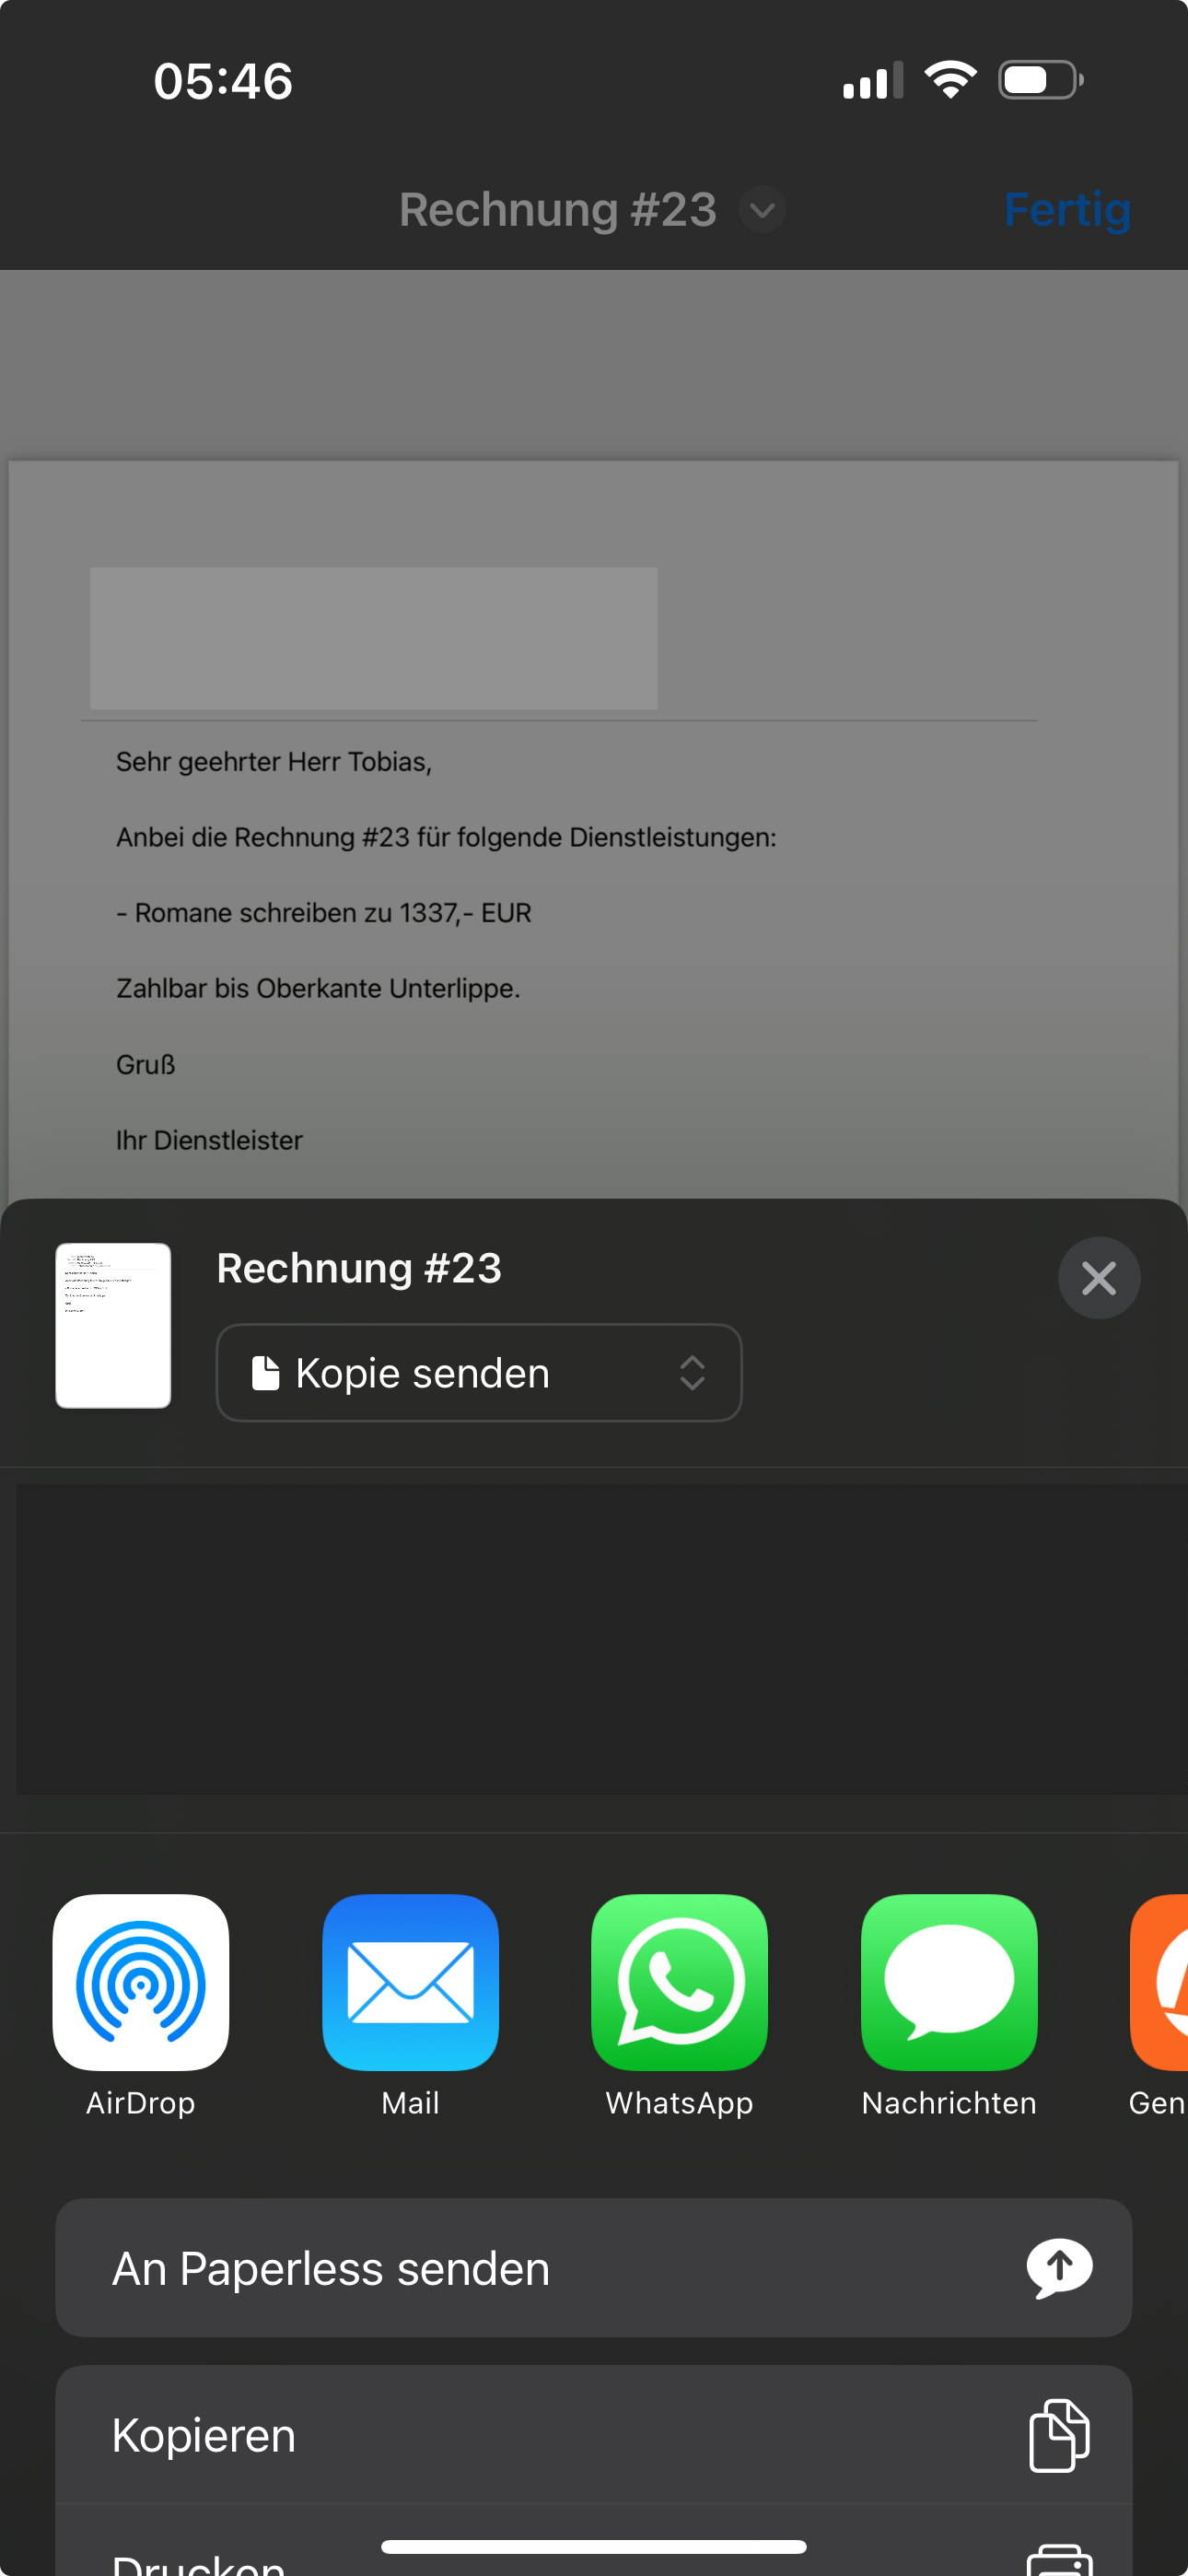 05:46
Rechnung #23
Fertig
Sehr geehrter Herr Tobias,
Anbei die Rechnung #23 für folgende Dienstleistungen:
- Romane schreiben zu 1337,- EUR
Zahlbar bis Oberkante Unterlippe.
Gruß
Ihr Dienstleister
Rechnung #23
Kopie senden
AirDrop
Mail
WhatsApp
Nachrichten
Gen
An Paperless senden
Kopieren
Drucken